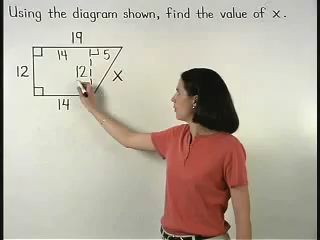 Using the diagram shown, find the value of x.
19
14 5
12 12 x
14